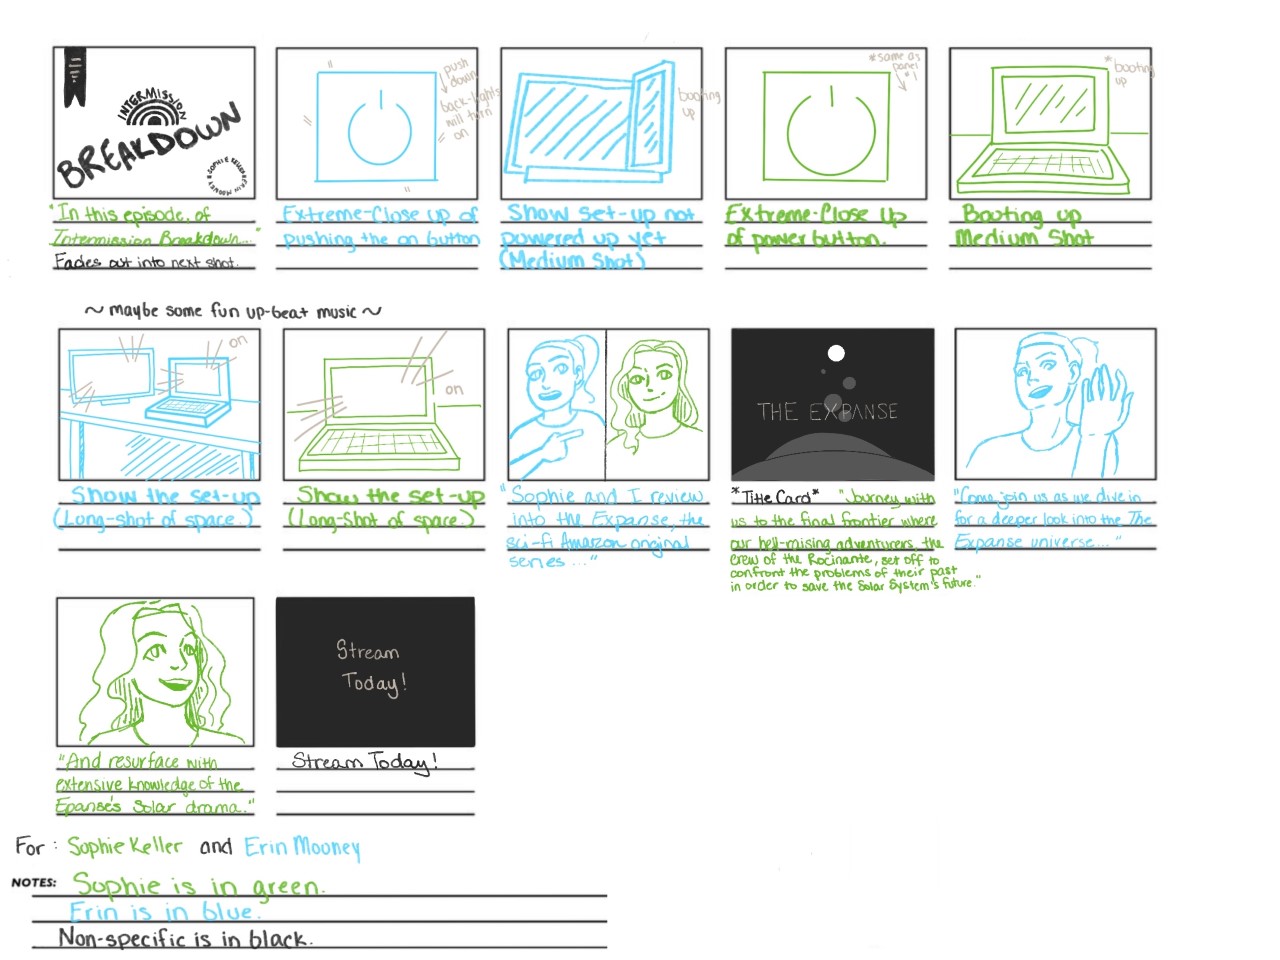 INTERMISSION
BREAKDOWN
"In this episode of
Intermission Breakdown..."
Fades out into next shot.
push
down
back-lights
will turn
on
Extreme-Close up of
pushing the on button
booting
up
Show set-up not
powered up yet
(Medium Shot)
*same as
panel
#1
Extreme-Close Up
of power button.
* booting
up
Booting up
Medium Shot
~ maybe some fun up-beat music ~
on
Show the set-up
(Long-shot of space.)
on
Show the set-up
(Long-Shot of space.)
"Sophie and I review
into the Expanse, the
sci-fi Amazon original
series..."
THE EXPANSE
*Title Card* "Journey with
us to the final frontier where
our hell-raising adventurers, the
crew of the Rocinante, set off to
confront the problems of their past
in order to save the Solar System's future."
"Come join us as we dive in
for a deeper look into the The
Expanse universe..."
"And resurface with
extensive knowledge of the
Epanse's Solar drama."
Stream
Today!
Stream Today!
For: Sophie Keller and Erin Mooney
NOTES: Sophie is in green.
Erin is in blue.
Non-specific is in black.